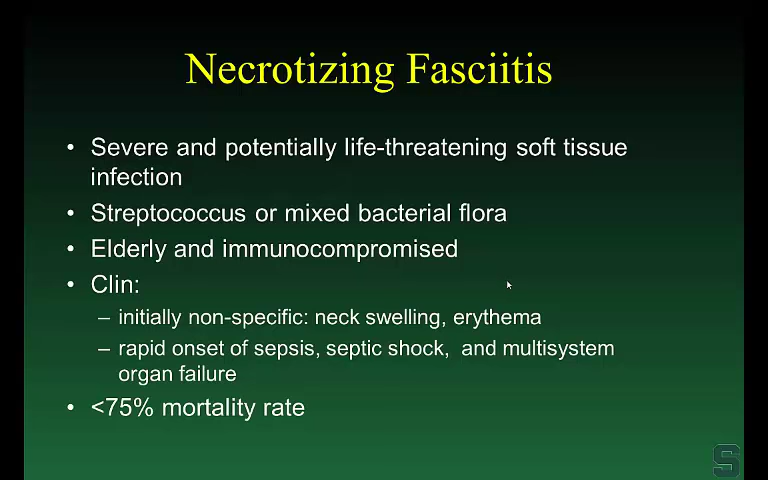 Necrotizing Fasciitis
• Severe and potentially life-threatening soft tissue
infection
• Streptococcus or mixed bacterial flora
• Elderly and immunocompromised
• Clin:
– initially non-specific: neck swelling, erythema
– rapid onset of sepsis, septic shock, and multisystem
organ failure
• <75% mortality rate
S